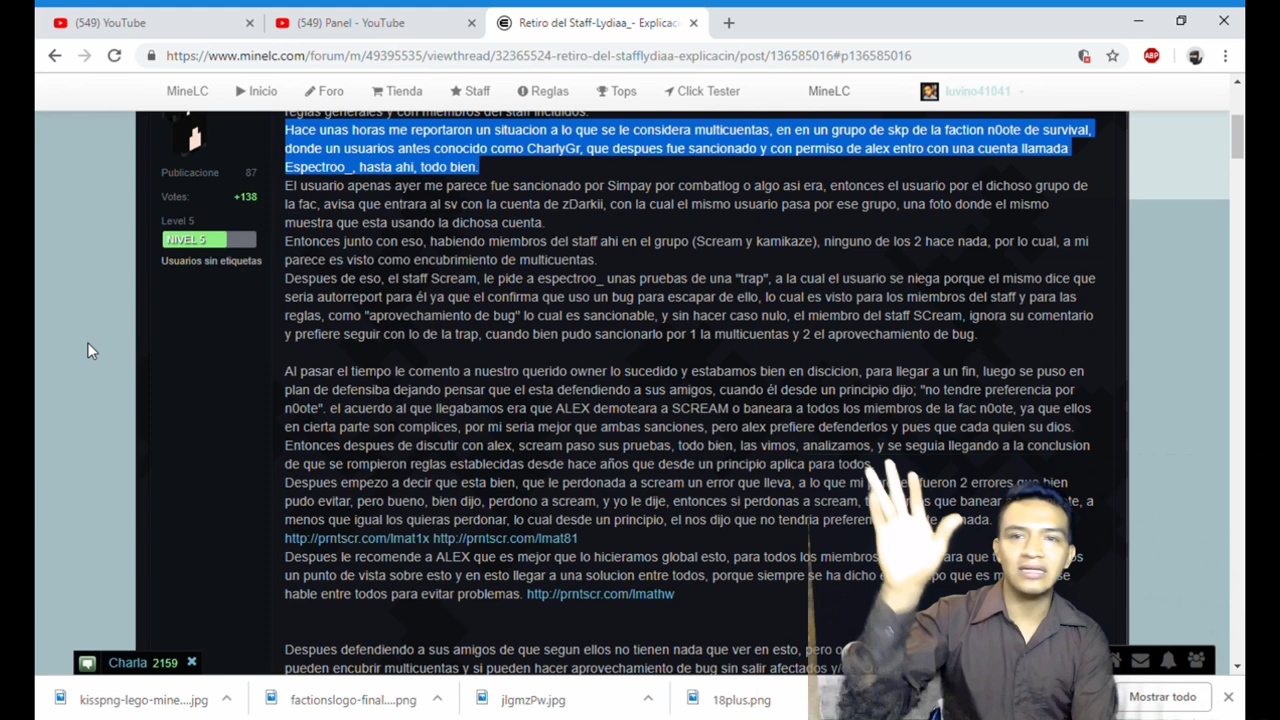 (549) YouTube
(549) Panel - YouTube
Retiro del Staff-Lydiaa_- Explicac
https://www.minelc.com/forum/m/49395535/viewthread/32365524-retiro-del-stafflydiaa-explicacin/post/136585016#p136585016
ABP
MineLC Inicio Foro Tienda Staff Reglas Tops Click Tester MineLC luvino41041
reglas generales y con miembros del staff incluidos.
Hace unas horas me reportaron un situacion a lo que se le considera multicuentas, en en un grupo de skp de la faction n0ote de survival,
donde un usuarios antes conocido como CharlyGr, que despues fue sancionado y con permiso de alex entro con una cuenta llamada
Espectroo_, hasta ahi, todo bien.
Publicacione 87
Votes: +138
Level 5
NIVEL 5
Usuarios sin etiquetas
El usuario apenas ayer me parece fue sancionado por Simpay por combatlog o algo asi era, entonces el usuario por el dichoso grupo de
la fac, avisa que entrara al sv con la cuenta de zDarkii, con la cual el mismo usuario pasa por ese grupo, una foto donde el mismo
muestra que esta usando la dichosa cuenta.
Entonces junto con eso, habiendo miembros del staff ahi en el grupo (Scream y kamikaze), ninguno de los 2 hace nada, por lo cual, a mi
parece es visto como encubrimiento de multicuentas.
Despues de eso, el staff Scream, le pide a espectroo_ unas pruebas de una "trap", a la cual el usuario se niega porque el mismo dice que
seria autorreport para él ya que el confirma que uso un bug para escapar de ello, lo cual es visto para los miembros del staff y para las
reglas, como "aprovechamiento de bug" lo cual es sancionable, y sin hacer caso nulo, el miembro del staff SCream, ignora su comentario
y prefiere seguir con lo de la trap, cuando bien pudo sancionarlo por 1 la multicuentas y 2 el aprovechamiento de bug.
Al pasar el tiempo le comento a nuestro querido owner lo sucedido y estabamos bien en discicion, para llegar a un fin, luego se puso en
plan de defensiba dejando pensar que el esta defendiendo a sus amigos, cuando él desde un principio dijo; "no tendre preferencia por
n0ote". el acuerdo al que llegabamos era que ALEX demoteara a SCREAM o baneara a todos los miembros de la fac n0ote, ya que ellos
en cierta parte son complices, por mi seria mejor que ambas sanciones, pero alex prefiere defenderlos y pues que cada quien su dios.
Entonces despues de discutir con alex, scream paso sus pruebas, todo bien, las vimos, analizamos, y se seguia llegando a la conclusion
de que se rompieron reglas establecidas desde hace años que desde un principio aplica para todos.
Despues empezo a decir que esta bien, que le perdonada a scream un error que lleva, a lo que mi fueron 2 errores, que bien
pudo evitar, pero bueno, bien dijo, perdono a scream, y yo le dije, entonces si perdonas a scream, que banear a, a
menos que igual los quieras perdonar, lo cual desde un principio, el nos dijo que no tendria nada.
http://prntscr.com/lmat1x http://prntscr.com/lmat81
Despues le recomende a ALEX que es mejor que lo hicieramos global esto, para todos los miembros
un punto de vista sobre esto y en esto llegar a una solucion entre todos, porque siempre se ha dicho que es se
hable entre todos para evitar problemas. http://prntscr.com/lmathw
Despues defendiendo a sus amigos de que segun ellos no tienen nada que ver en esto, pero
pueden encubrir multicuentas y si pueden hacer aprovechamiento de bug sin salir afectados
Charla 2159
kisspng-lego-mine....jpg
factionslogo-final....png
jlgmzPw.jpg
18plus.png
Mostrar todo